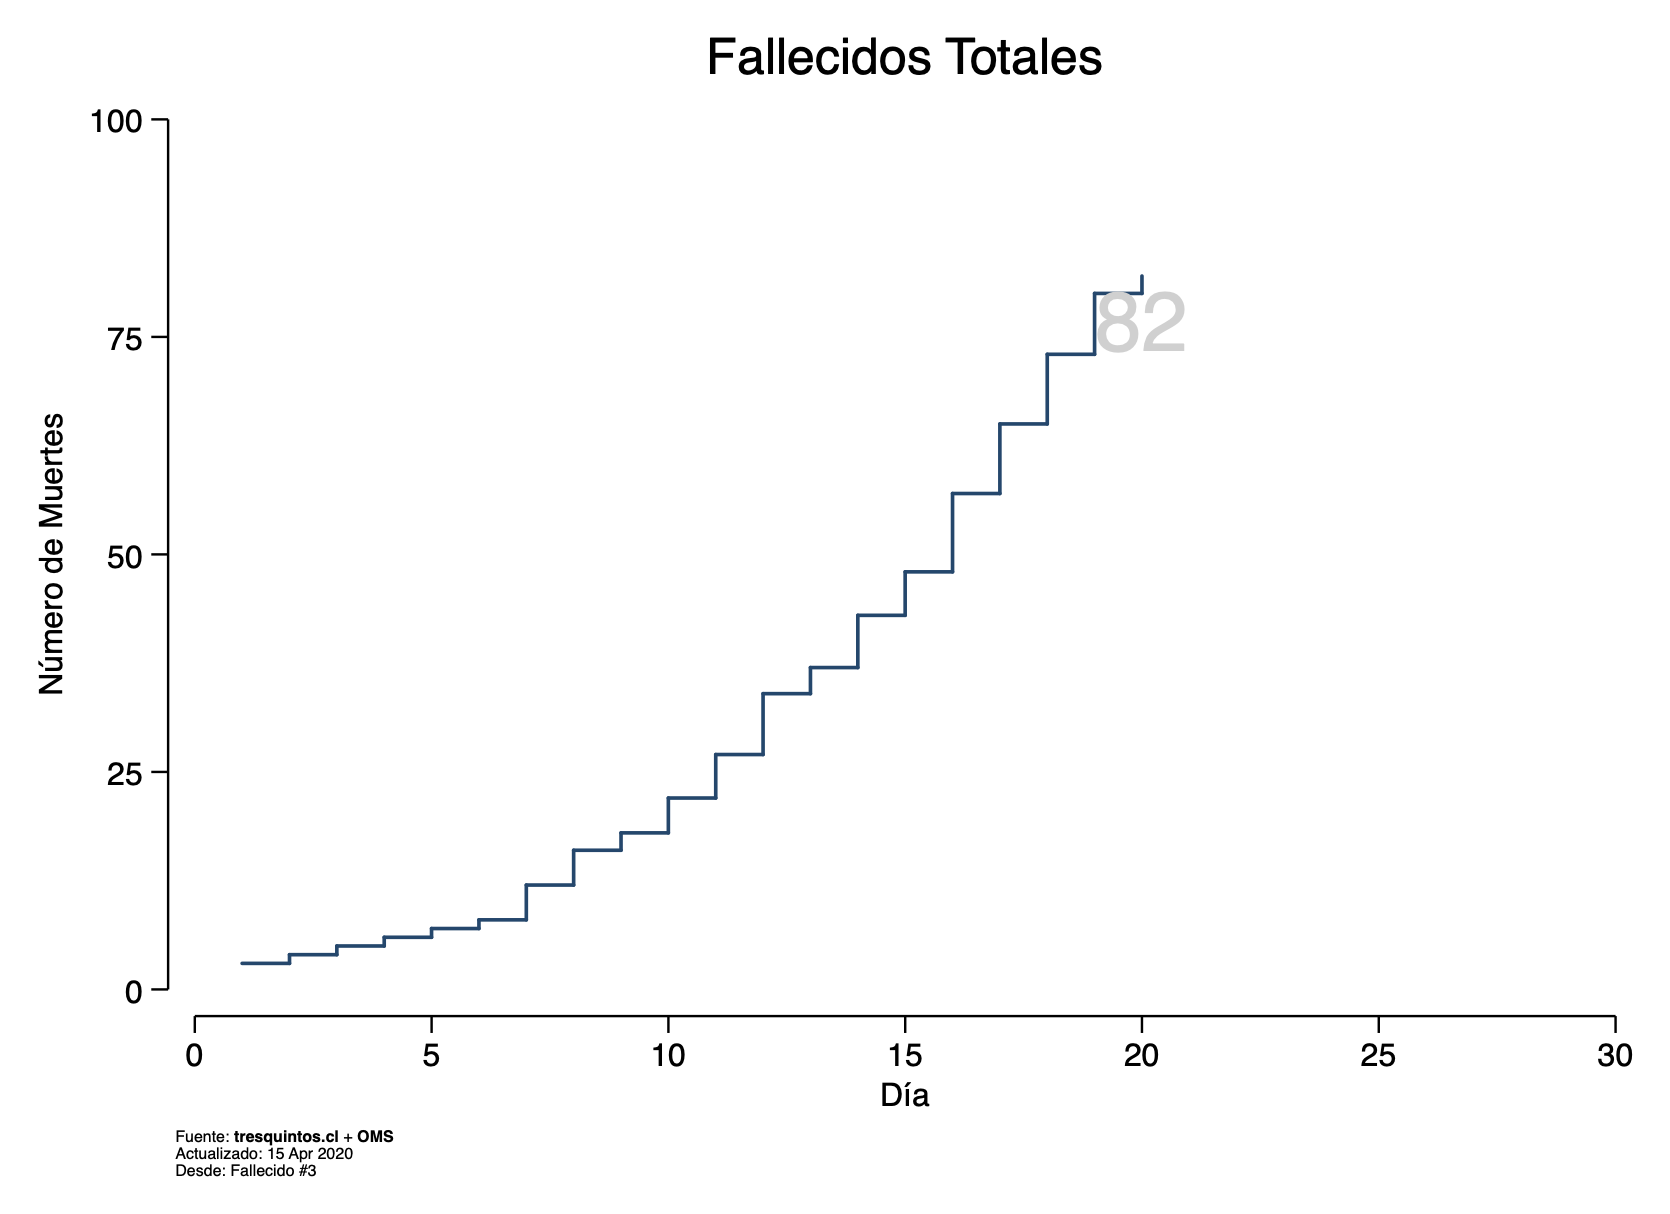 Fallecidos Totales
100
75
50
25
0
Número de Muertes
82
0 5 10 15 20 25 30
Día
Fuente: tresquintos.cl + OMS
Actualizado: 15 Apr 2020
Desde: Fallecido #3